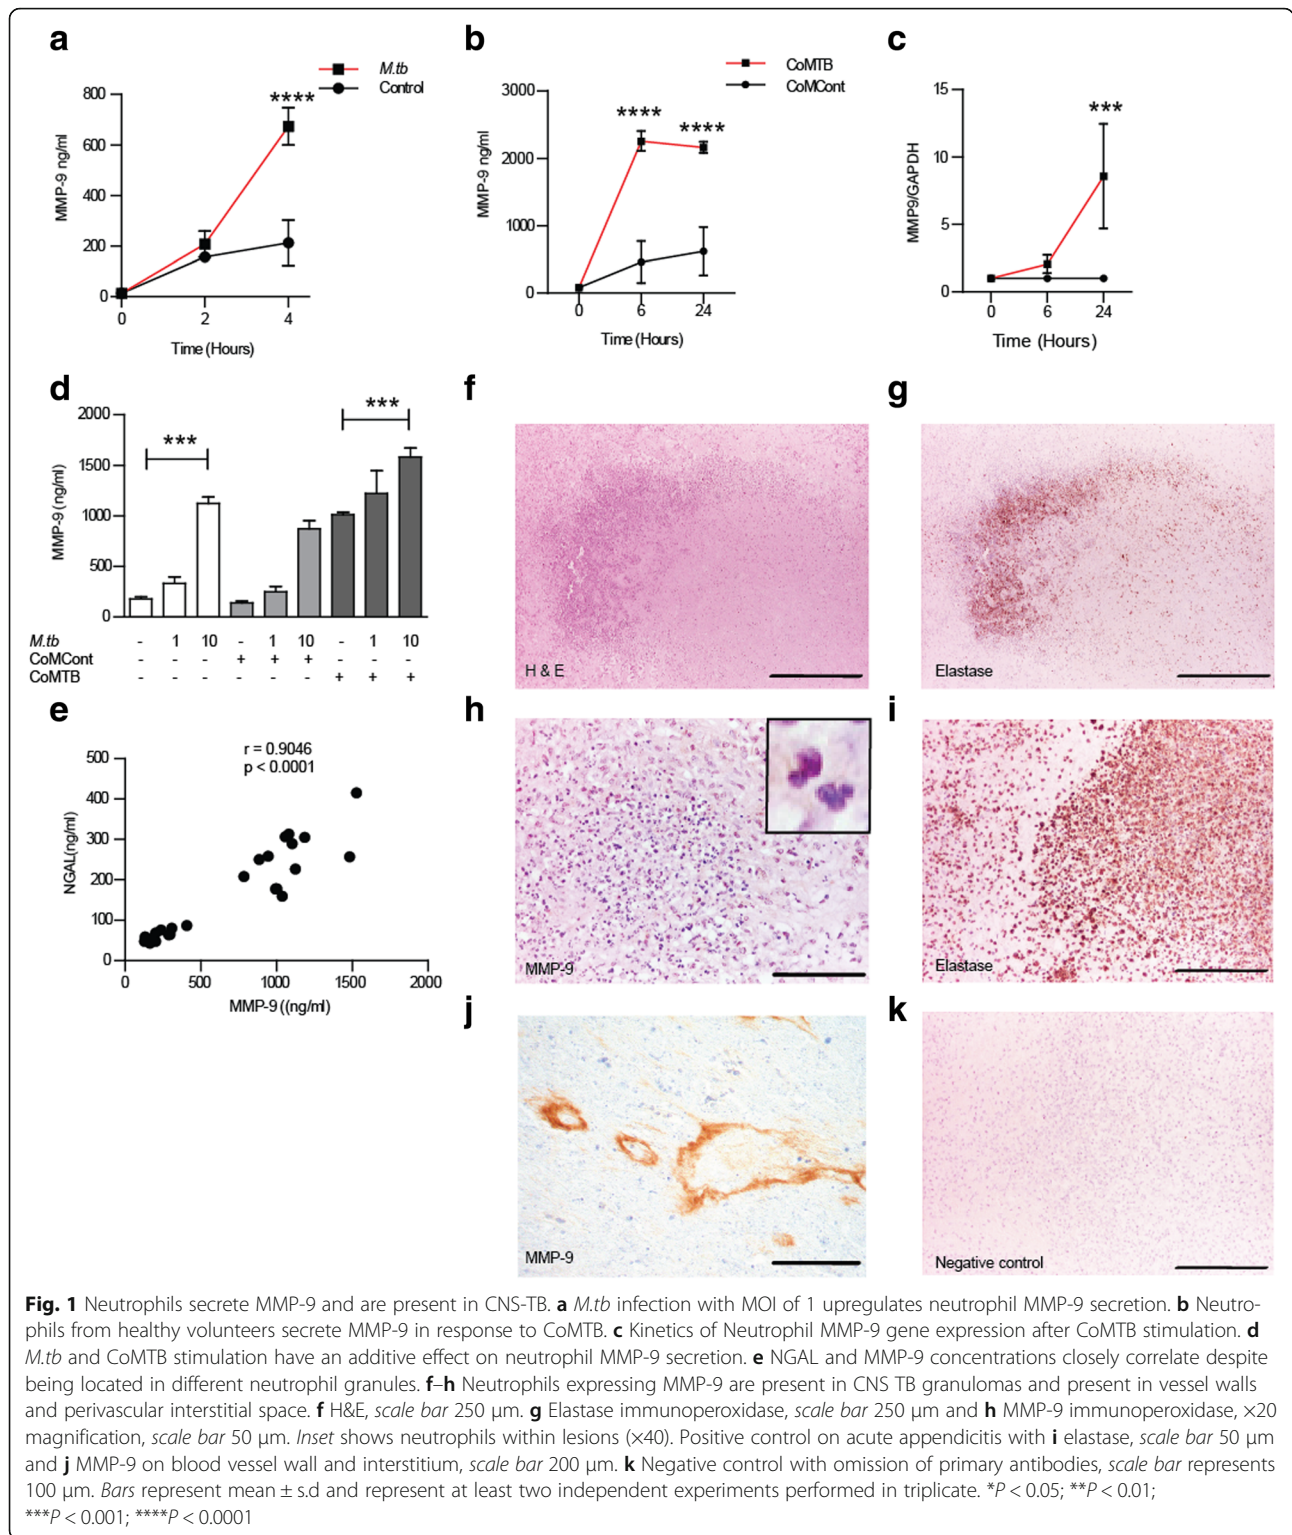 a
M.tb
Control
MMP-9 ng/ml
800
600
400
200
0
****
0 2 4
Time (Hours)
b
CoMTB
CoMCont
MMP-9 ng/ml
3000
2000
1000
0
**** ****
0 6 24
Time (Hours)
c
MMP9/GAPDH
15
10
5
0
***
0 6 24
Time (Hours)
d
MMP-9 (ng/ml)
2000
1500
1000
500
0
*** ***
M.tb - 1 10 - 1 10 - 1 10
CoMCont - - - + + + - - -
CoMTB - - - - - - + + +
e
r = 0.9046
p < 0.0001
NGAL(ng/ml)
500
400
300
200
100
0
0 500 1000 1500 2000
MMP-9 ((ng/ml)
f
H & E
g
Elastase
h
MMP-9
i
Elastase
j
MMP-9
k
Negative control
Fig. 1 Neutrophils secrete MMP-9 and are present in CNS-TB. a M.tb infection with MOI of 1 upregulates neutrophil MMP-9 secretion. b Neutro-
phils from healthy volunteers secrete MMP-9 in response to CoMTB. c Kinetics of Neutrophil MMP-9 gene expression after CoMTB stimulation. d
M.tb and CoMTB stimulation have an additive effect on neutrophil MMP-9 secretion. e NGAL and MMP-9 concentrations closely correlate despite
being located in different neutrophil granules. f–h Neutrophils expressing MMP-9 are present in CNS TB granulomas and present in vessel walls
and perivascular interstitial space. f H&E, scale bar 250 μm. g Elastase immunoperoxidase, scale bar 250 μm and h MMP-9 immunoperoxidase, ×20
magnification, scale bar 50 μm. Inset shows neutrophils within lesions (×40). Positive control on acute appendicitis with i elastase, scale bar 50 μm
and j MMP-9 on blood vessel wall and interstitium, scale bar 200 μm. k Negative control with omission of primary antibodies, scale bar represents
100 μm. Bars represent mean ± s.d and represent at least two independent experiments performed in triplicate. *P < 0.05; **P < 0.01;
***P < 0.001; ****P < 0.0001